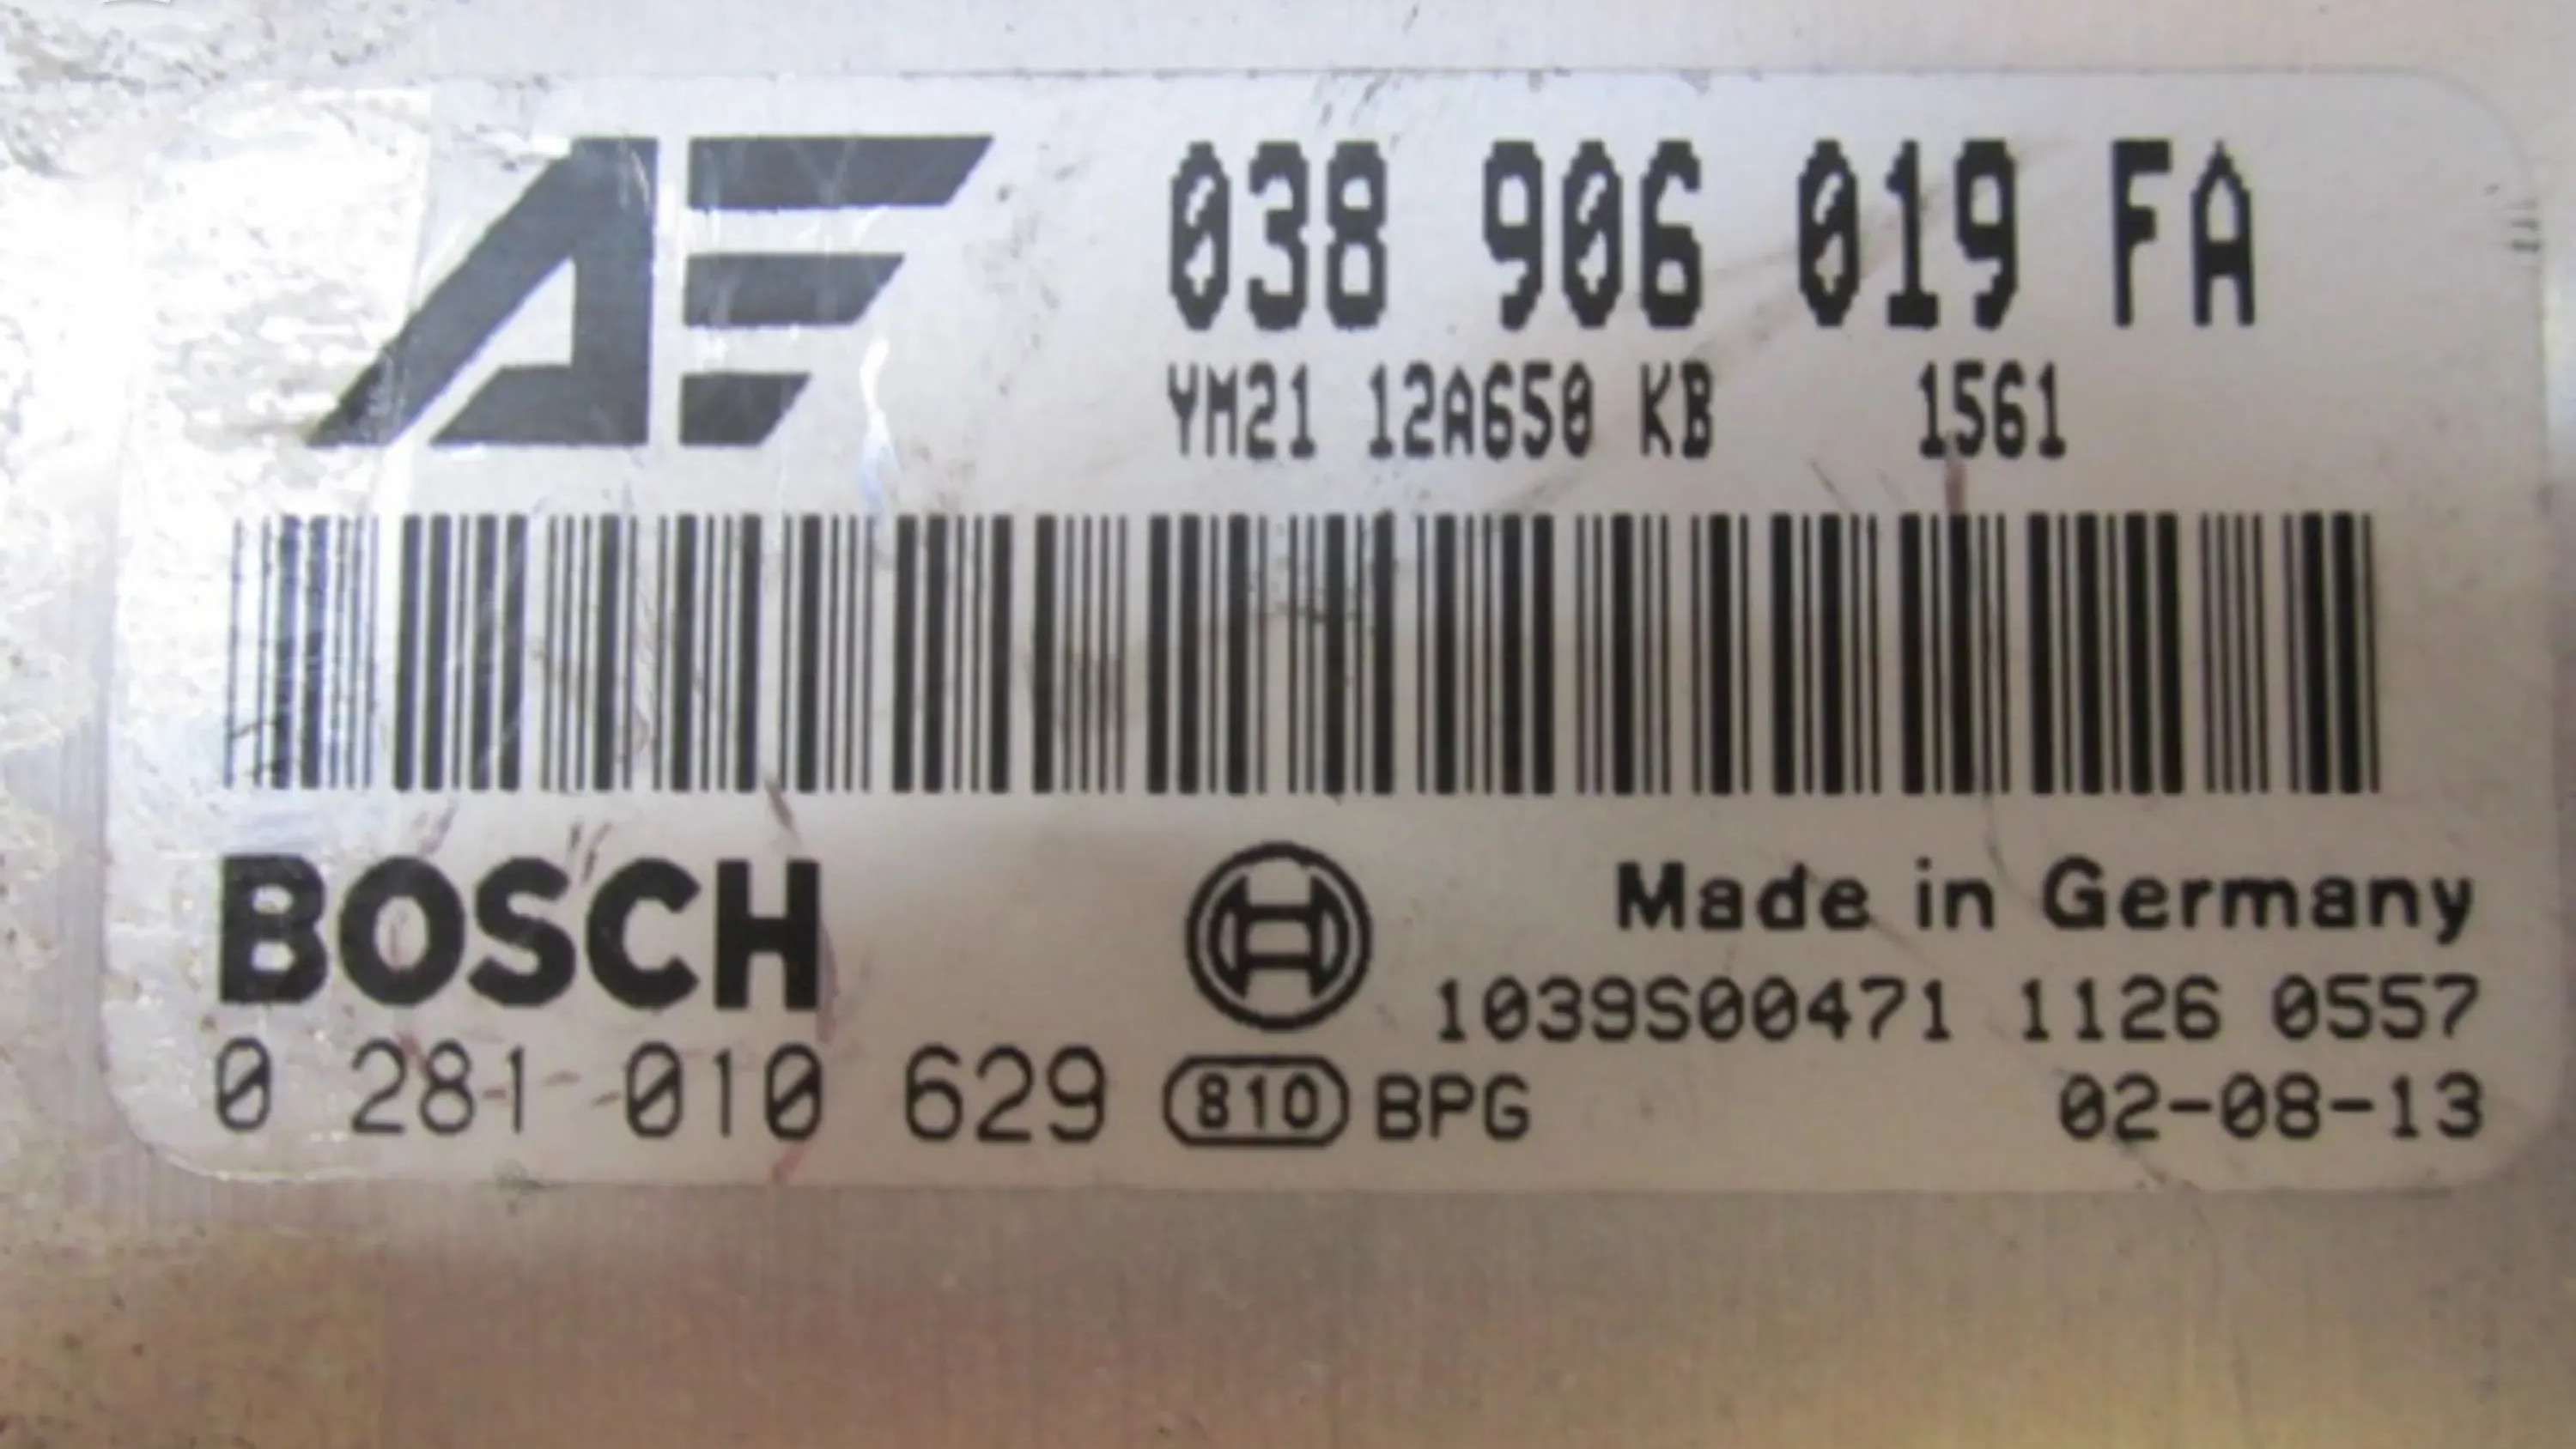 AE
038 906 019 FA
YM21 12A650 KB 1561
BOSCH
Made in Germany
1039S00471 1126 0557
0 281 010 629 810 BPG 02-08-13